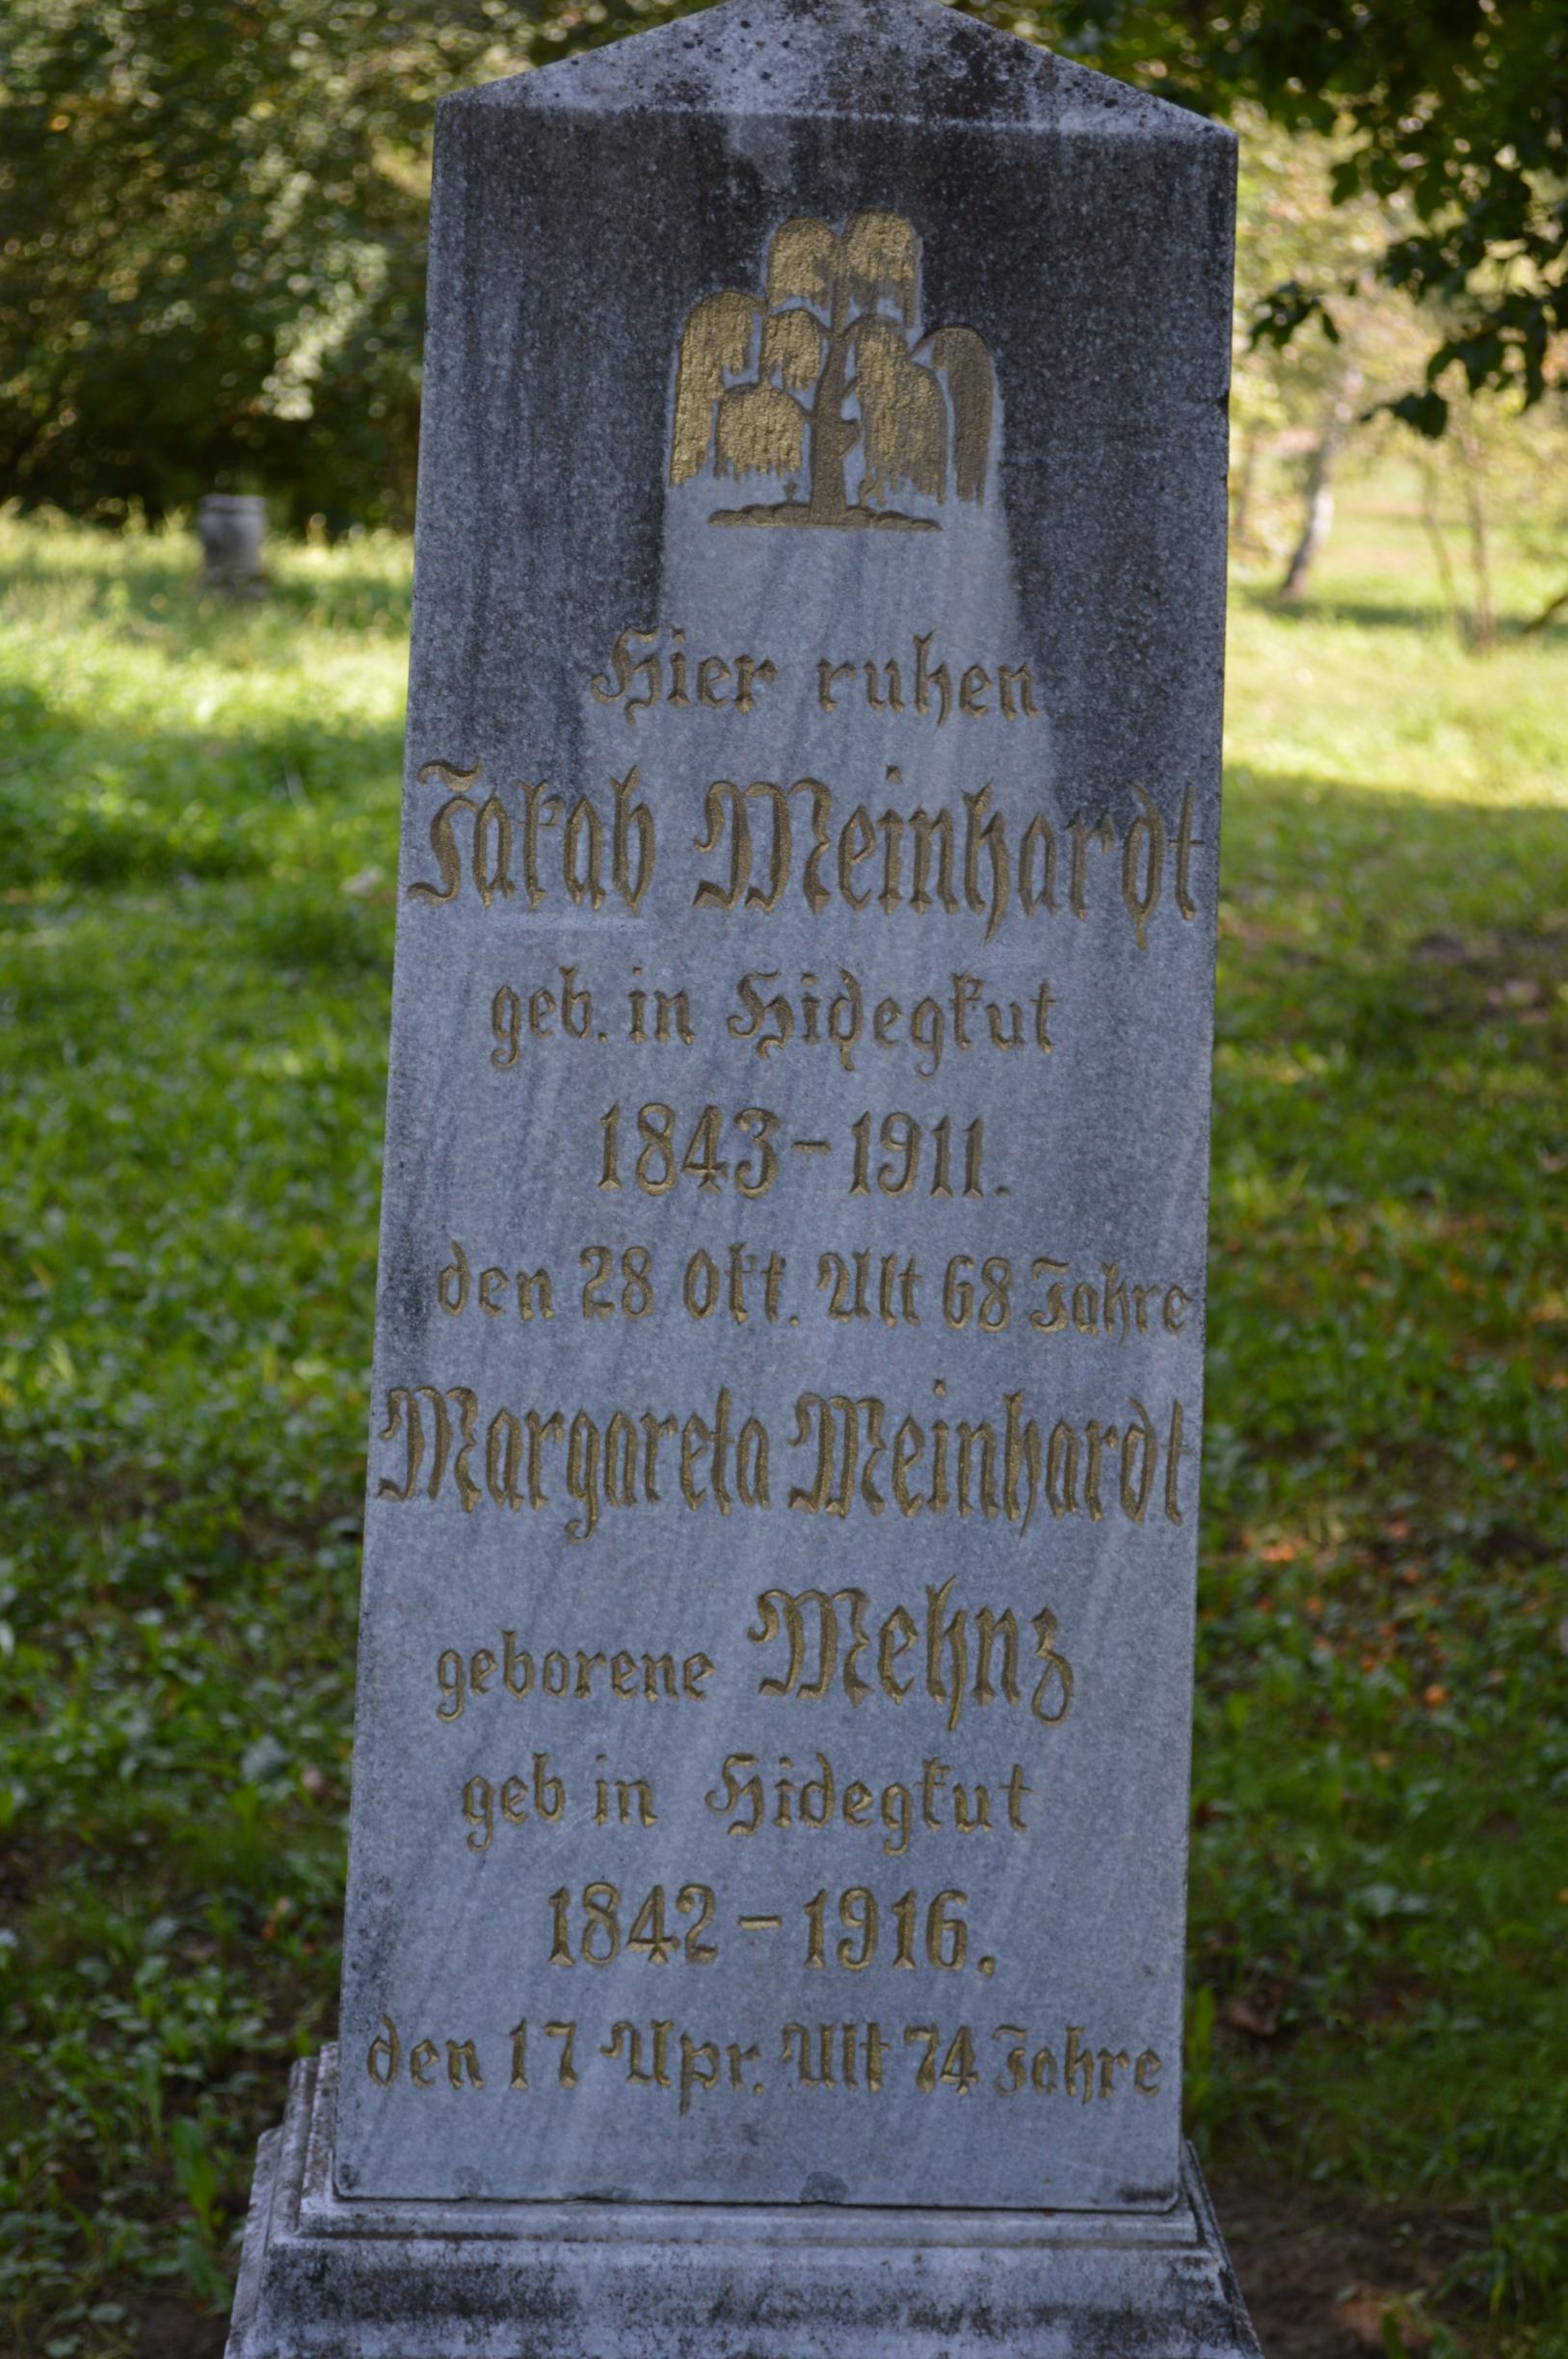 Hier ruhen
Jakab Meinhardt
geb. in Hidegkut
1843-1911.
den 28 Okt. Alt 68 Jahre
Margareta Meinhardt
geborene Mehnz
geb in Hidegkut
1842-1916.
den 17 Apr. Alt 74 Jahre